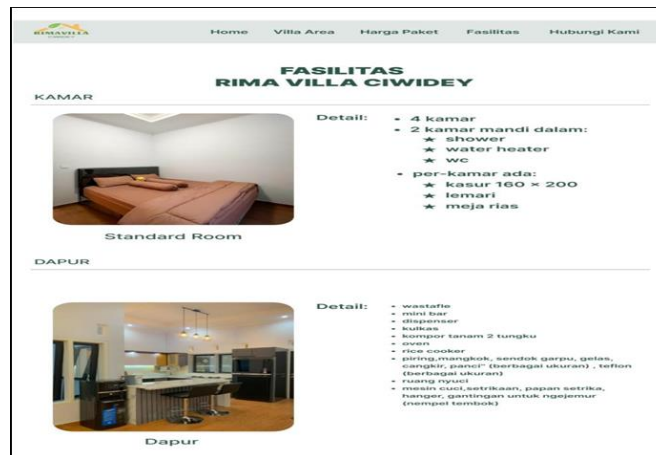 RIMAVILLA
CIWIDEY
Home Villa Area Harga Paket Fasilitas Hubungi Kami
FASILITAS
RIMA VILLA CIWIDEY
KAMAR
Detail:
• 4 kamar
• 2 kamar mandi dalam:
★ shower
★ water heater
★ wc
• per-kamar ada:
★ kasur 160 × 200
★ lemari
★ meja rias
Standard Room
DAPUR
Detail:
• wastafle
• mini bar
• dispenser
• kulkas
• kompor tanam 2 tungku
• oven
• rice cooker
• piring,mangkok, sendok garpu, gelas,
cangkir, panci" (berbagai ukuran) , teflon
(berbagai ukuran)
• ruang nyuci
• mesin cuci,setrikaan, papan setrika,
hanger, gantingan untuk ngejemur
(nempel tembok)
Dapur